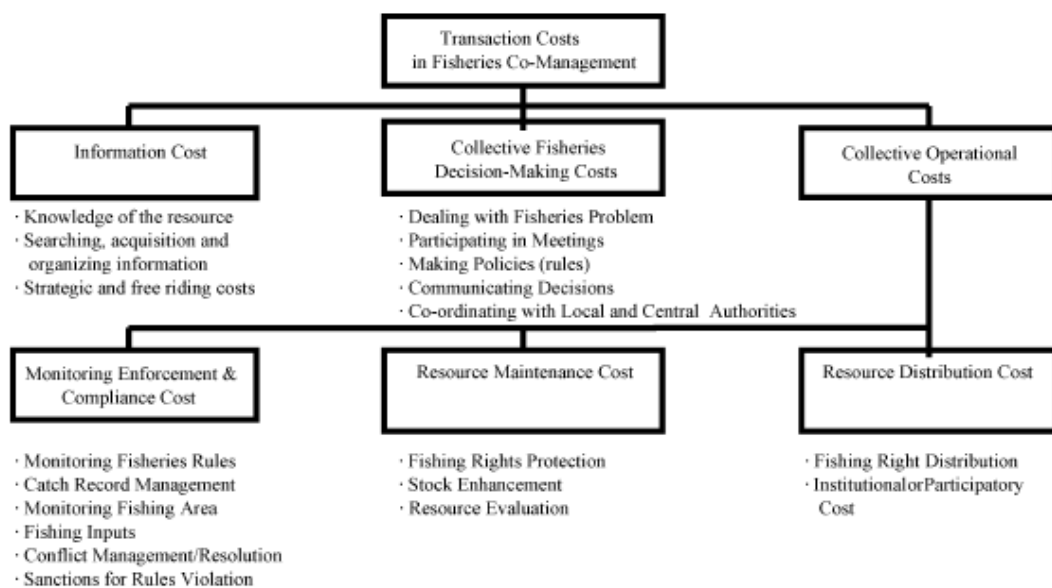 Transaction Costs
in Fisheries Co-Management
Information Cost
· Knowledge of the resource
· Searching, acquisition and
organizing information
· Strategic and free riding costs
Collective Fisheries
Decision-Making Costs
· Dealing with Fisheries Problem
· Participating in Meetings
· Making Policies (rules)
· Communicating Decisions
· Co-ordinating with Local and Central Authorities
Collective Operational
Costs
Monitoring Enforcement &
Compliance Cost
· Monitoring Fisheries Rules
· Catch Record Management
· Monitoring Fishing Area
· Fishing Inputs
· Conflict Management/Resolution
· Sanctions for Rules Violation
Resource Maintenance Cost
· Fishing Rights Protection
· Stock Enhancement
· Resource Evaluation
Resource Distribution Cost
· Fishing Right Distribution
· InstitutionalorParticipatory
Cost